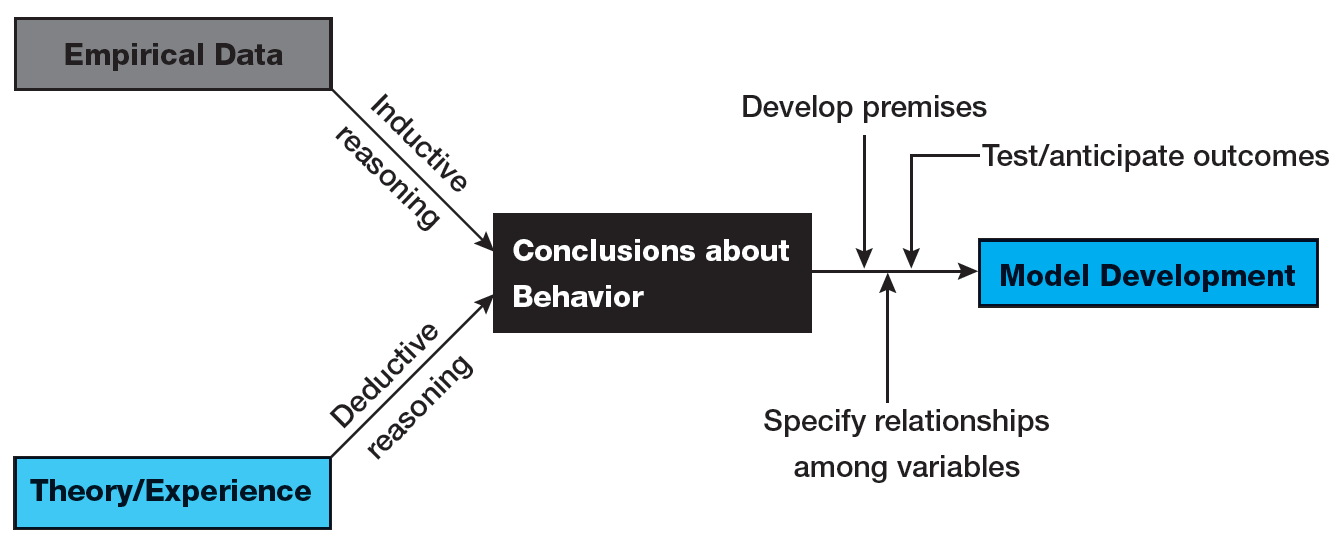 Empirical Data
Inductive
reasoning
Develop premises
Test/anticipate outcomes
Conclusions about
Behavior
Model Development
Deductive
reasoning
Specify relationships
among variables
Theory/Experience